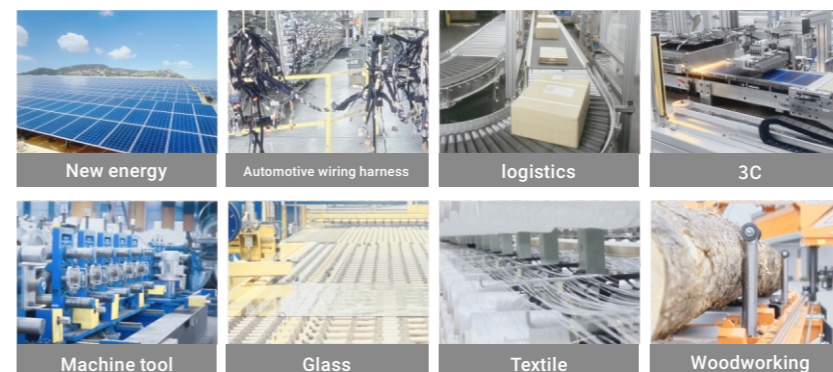 New energy
Automotive wiring harness
logistics
3C
Machine tool
Glass
Textile
Woodworking